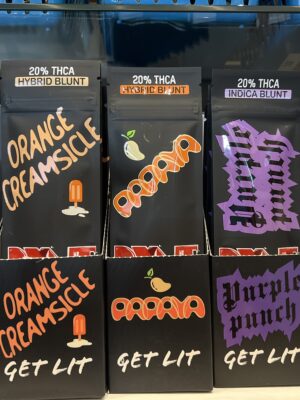 20% THCA
HYBRID BLUNT
ORANGE
CREAMSICLE
ORANGE
CREAMSICLE
GET LIT
20% THCA
HYBRID BLUNT
PAPAYA
PAPAYA
GET LIT
20% THCA
INDICA BLUNT
Purple
punch
Purple
punch
GET LIT